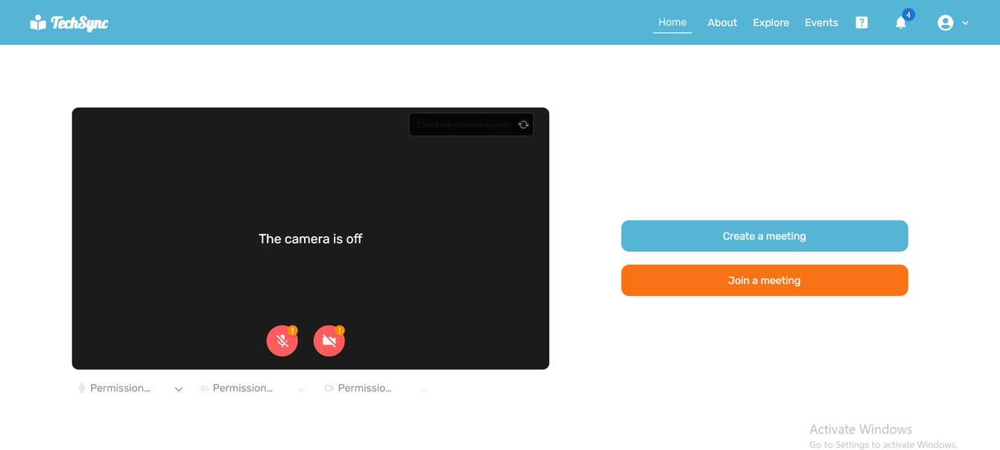 TechSync
Home About Explore Events ? 4
Checking network speeds
The camera is off
Create a meeting
Join a meeting
! !
Permission... Permission... Permissio...
Activate Windows
Go to Settings to activate Windows.